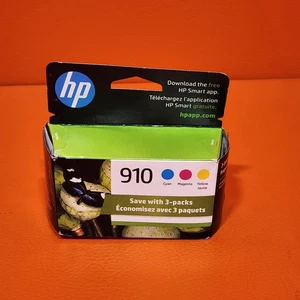 hp
Download the free
HP Smart app.
Téléchargez l'application
HP Smart gratuite.
hpapp.com
910
Cyan
Magenta
Yellow
Jaune
Save with 3-packs
Économisez avec 3 paquets